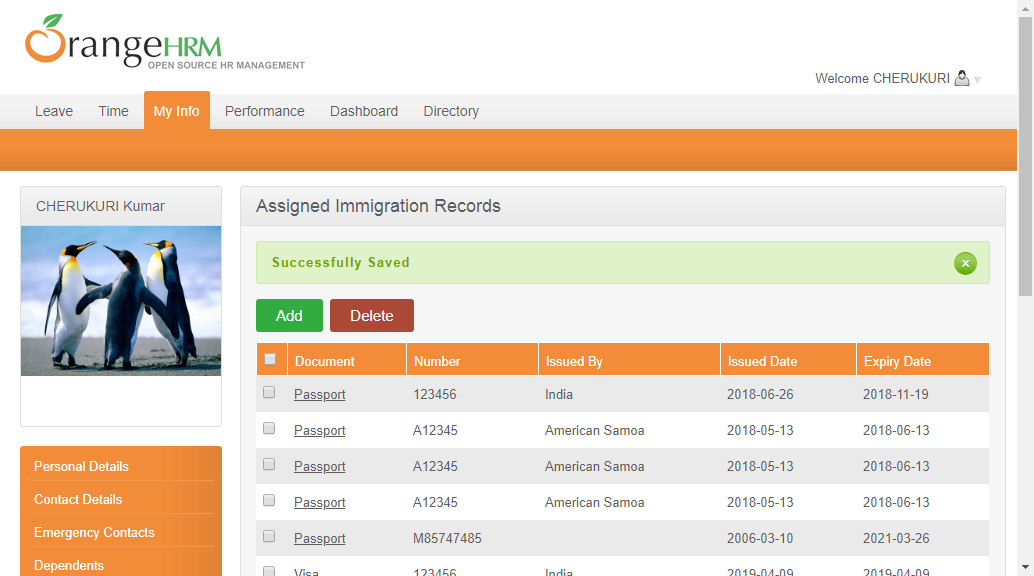 OrangeHRM
OPEN SOURCE HR MANAGEMENT
Welcome CHERUKURI
Leave Time My Info Performance Dashboard Directory
CHERUKURI Kumar
Personal Details
Contact Details
Emergency Contacts
Dependents
Assigned Immigration Records
Successfully Saved
Add Delete
Document Number Issued By Issued Date Expiry Date
Passport 123456 India 2018-06-26 2018-11-19
Passport A12345 American Samoa 2018-05-13 2018-06-13
Passport A12345 American Samoa 2018-05-13 2018-06-13
Passport A12345 American Samoa 2018-05-13 2018-06-13
Passport M85747485 2006-03-10 2021-03-26
Visa 123456 India 2019-04-09 2019-04-09